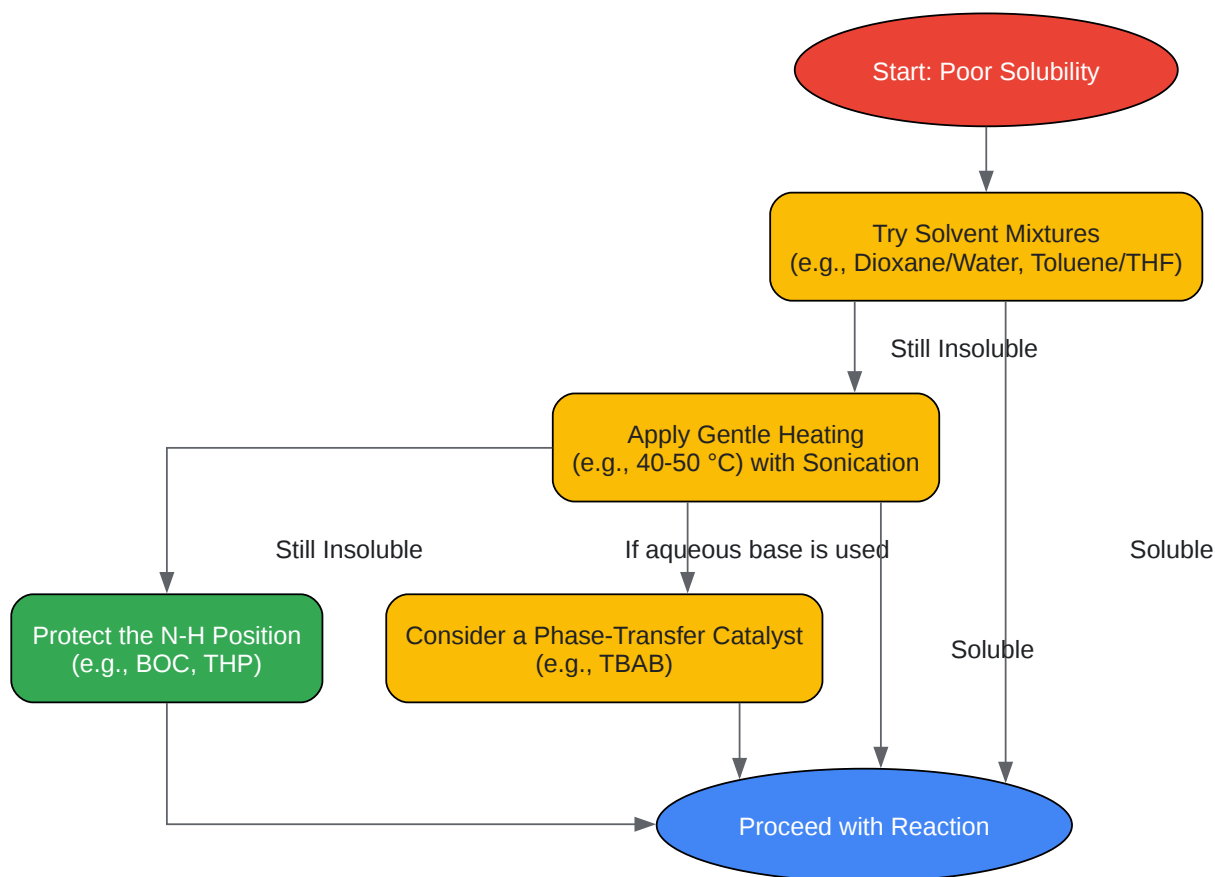 Start: Poor Solubility
Try Solvent Mixtures
(e.g., Dioxane/Water, Toluene/THF)
Still Insoluble
Apply Gentle Heating
(e.g., 40-50 °C) with Sonication
Still Insoluble
If aqueous base is used
Soluble
Protect the N-H Position
(e.g., BOC, THP)
Consider a Phase-Transfer Catalyst
(e.g., TBAB)
Soluble
Proceed with Reaction